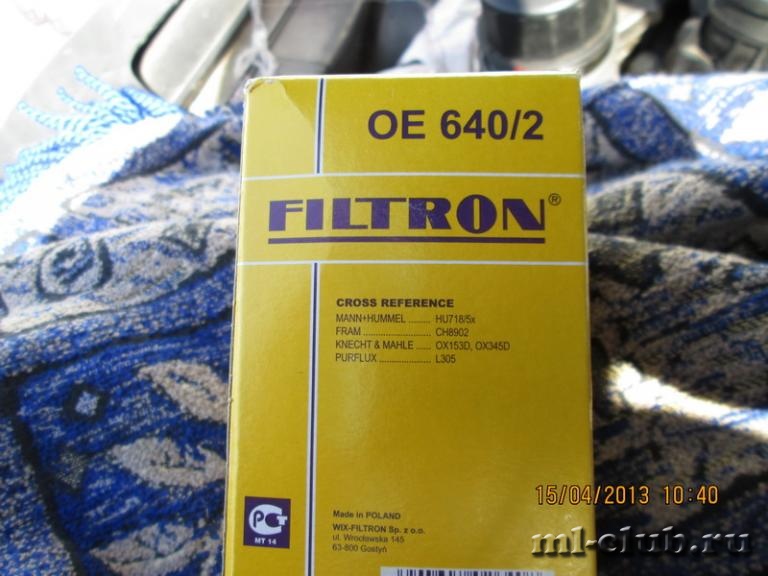 OE 640/2
FILTRON®
CROSS REFERENCE
MANN+HUMMEL ......... HU718/5x
FRAM ........................... CH8902
KNECHT & MAHLE ...... OX153D, OX345D
PURFLUX ..................... L305
РСТ
МТ 14
Made in POLAND
WIX-FILTRON Sp. z o.o.
ul. Wrocławska 145
63-800 Gostyń
15/04/2013 10:40
ml-club.ru